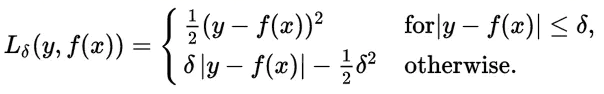 L_δ(y, f(x)) = { ½(y − f(x))² for|y − f(x)| ≤ δ,
δ |y − f(x)| − ½δ² otherwise.